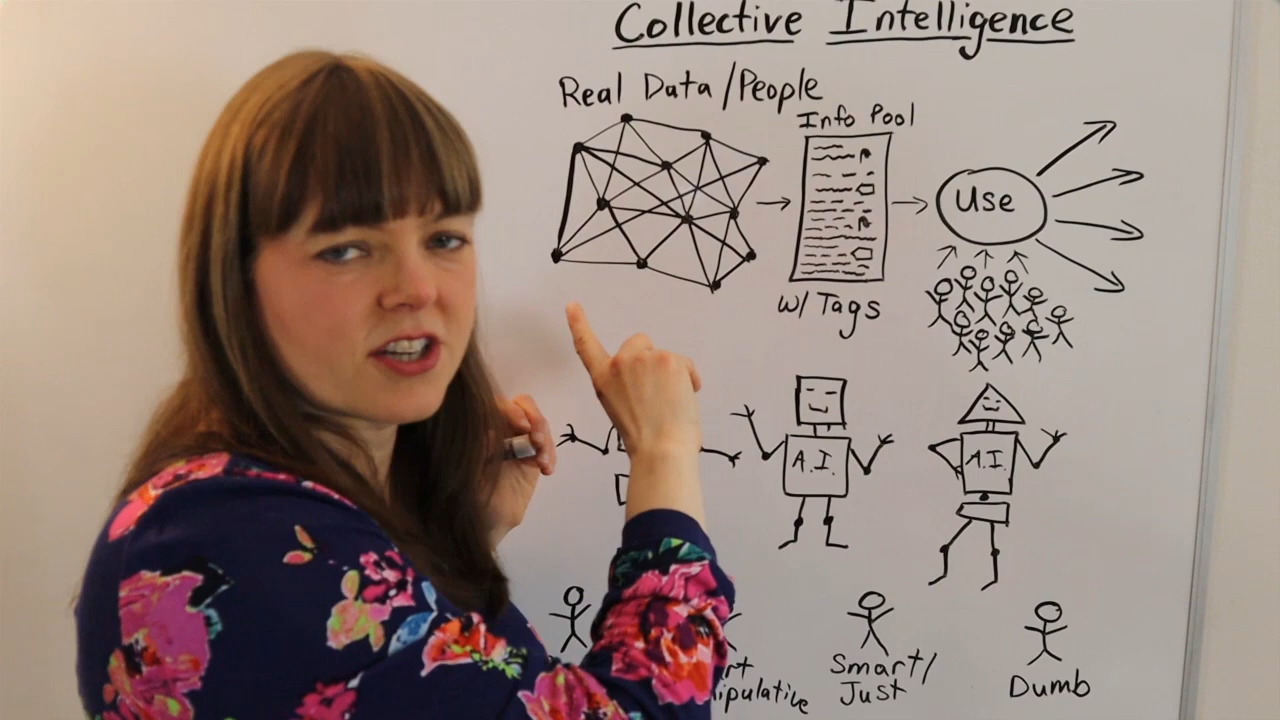 Collective Intelligence
Real Data/People
Info Pool
Use
w/ Tags
A.I.
A.I.
Smart/
Just
Dumb